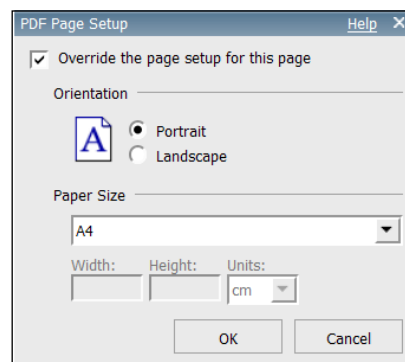 PDF Page Setup Help X
Override the page setup for this page
Orientation
A
Portrait
Landscape
Paper Size
A4
Width: Height: Units:
cm
OK Cancel